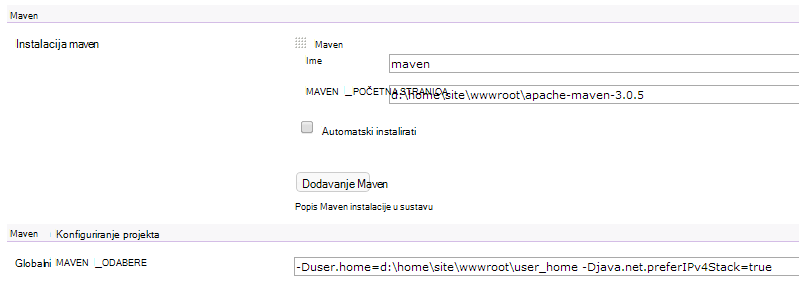 Maven
Instalacija maven
Maven
Ime
maven
MAVEN _POČETNA STRANICA
d:\home\site\wwwroot\apache-maven-3.0.5
Automatski instalirati
Dodavanje Maven
Popis Maven instalacije u sustavu
Maven Konfiguriranje projekta
Globalni MAVEN _ODABERE
-Duser.home=d:\home\site\wwwroot\user_home -Djava.net.preferIPv4Stack=true